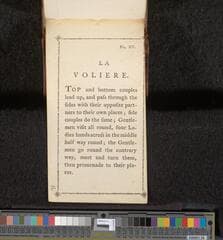 No. XV.
LA
VOLIERE.
TOP and bottom couples
lead up, and pass through the
sides with their opposite part-
ners to their own places; side
couples do the same; Gentle-
men visit all round, four La-
dies hands across in the middle
half way round; the Gentle-
men go round the contrary
way, meet and turn them,
then promenade to their pla-
ces.